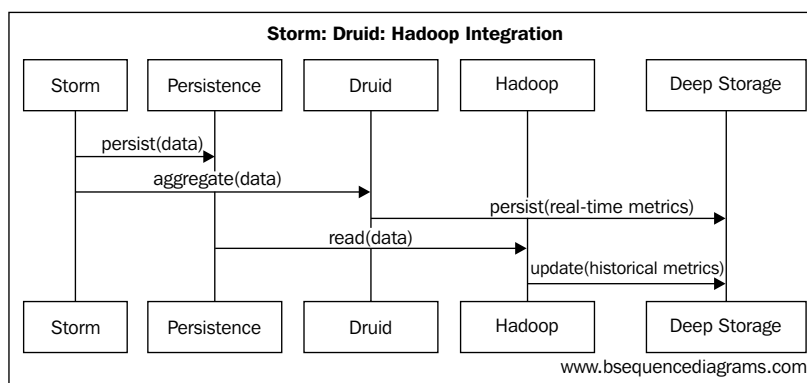 Storm: Druid: Hadoop Integration
Storm Persistence Druid Hadoop Deep Storage
persist(data)
aggregate(data)
persist(real-time metrics)
read(data)
update(historical metrics)
Storm Persistence Druid Hadoop Deep Storage
www.bsequencediagrams.com